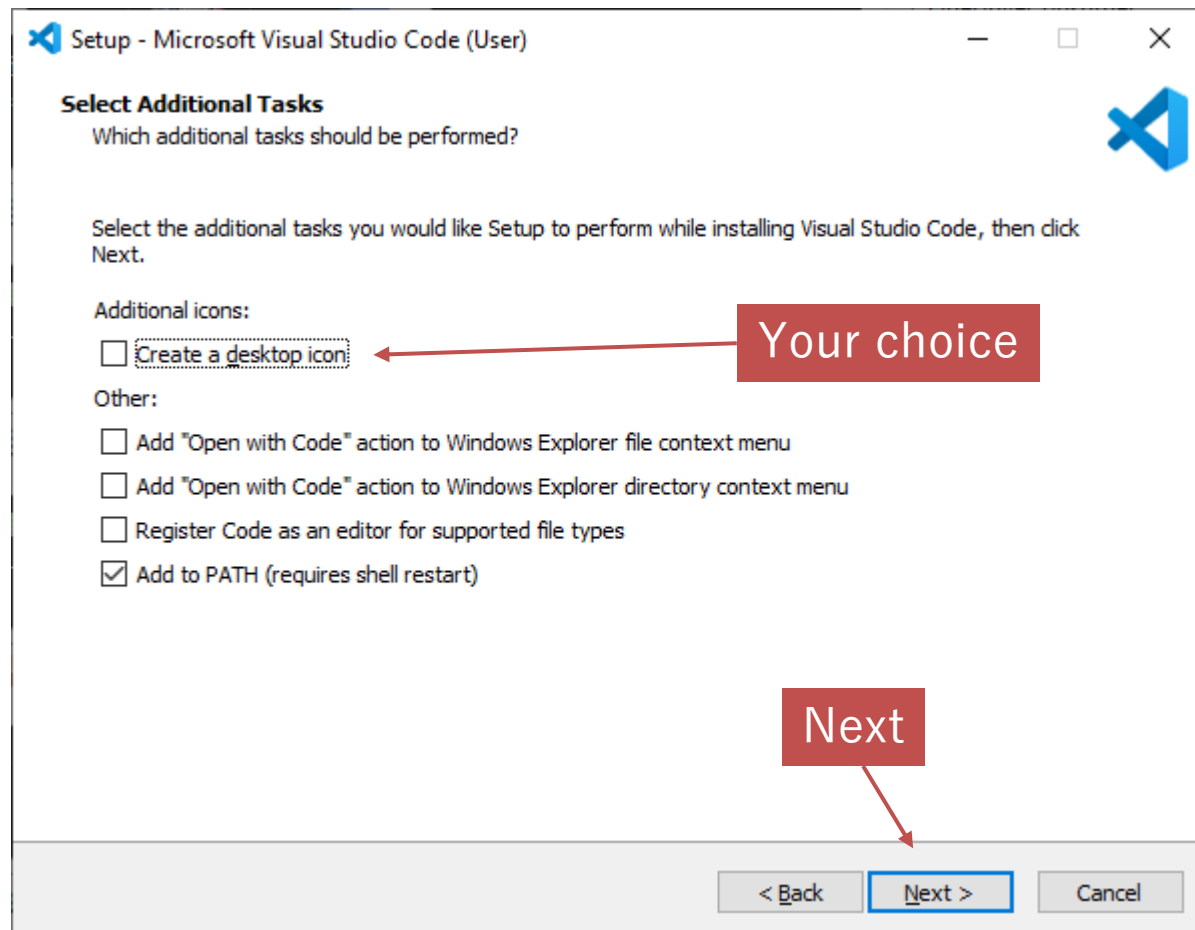 Setup - Microsoft Visual Studio Code (User)
Select Additional Tasks
Which additional tasks should be performed?
Select the additional tasks you would like Setup to perform while installing Visual Studio Code, then click
Next.
Additional icons:
Your choice
Create a desktop icon
Other:
Add "Open with Code" action to Windows Explorer file context menu
Add "Open with Code" action to Windows Explorer directory context menu
Register Code as an editor for supported file types
Add to PATH (requires shell restart)
Next
< Back
Next >
Cancel